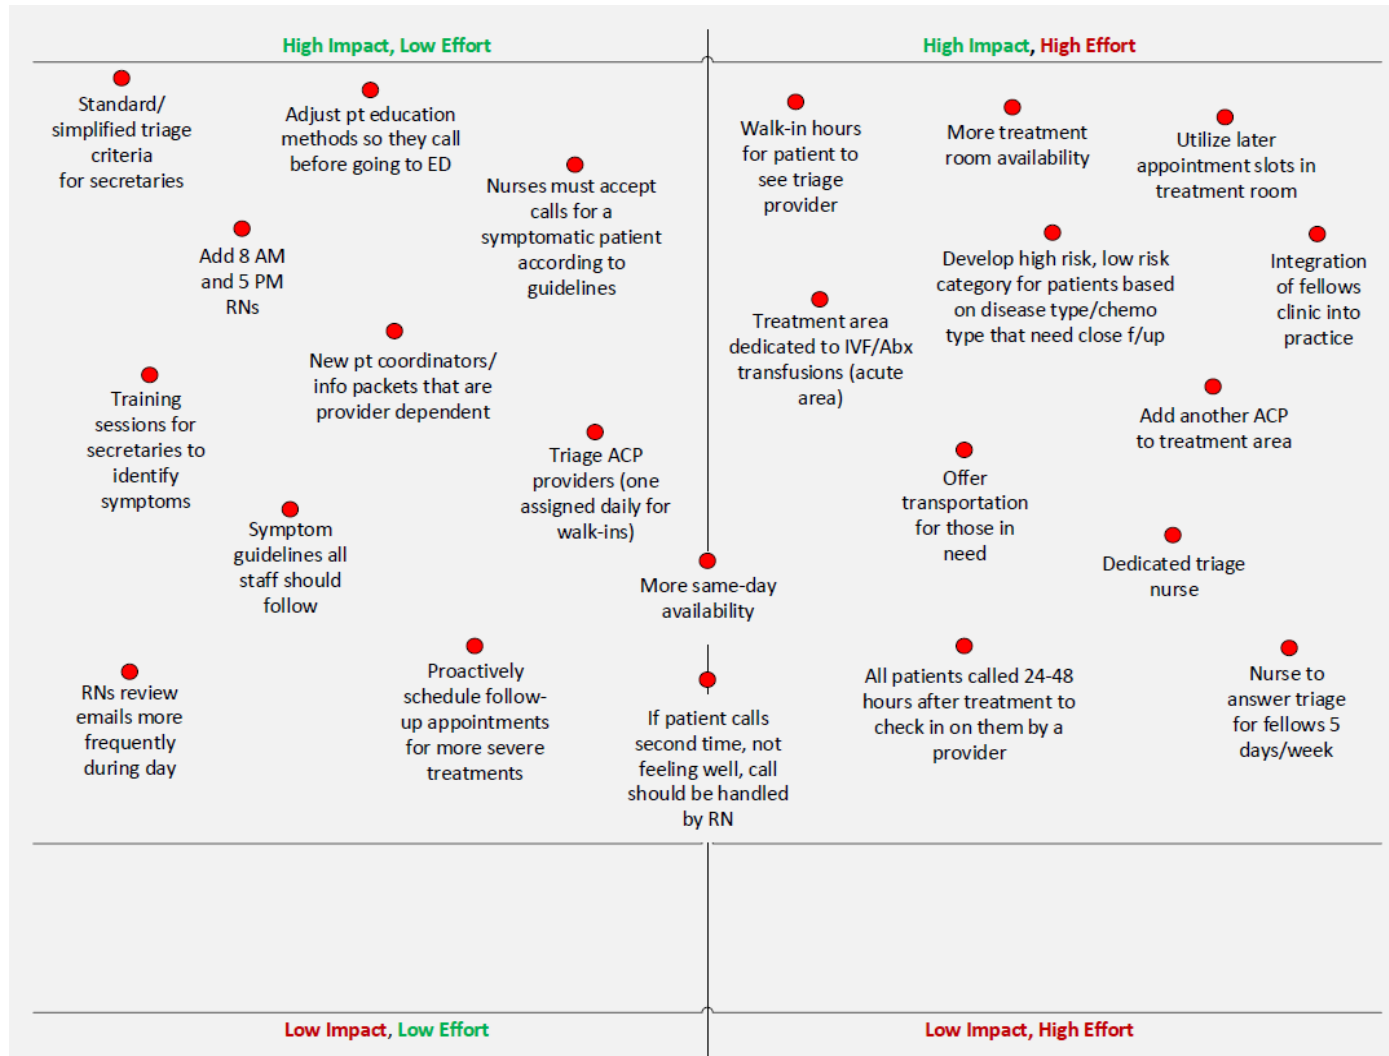 High Impact, Low Effort
High Impact, High Effort
Standard/
simplified triage
criteria
for secretaries
Adjust pt education
methods so they call
before going to ED
Nurses must accept
calls for a
symptomatic patient
according to
guidelines
Add 8 AM
and 5 PM
RNs
New pt coordinators/
info packets that are
provider dependent
Training
sessions for
secretaries to
identify
symptoms
Triage ACP
providers (one
assigned daily for
walk-ins)
Symptom
guidelines all
staff should
follow
More same-day
availability
RNs review
emails more
frequently
during day
Proactively
schedule follow-
up appointments
for more severe
treatments
If patient calls
second time, not
feeling well, call
should be handled
by RN
Walk-in hours
for patient to
see triage
provider
More treatment
room availability
Utilize later
appointment slots in
treatment room
Develop high risk, low risk
category for patients based
on disease type/chemo
type that need close f/up
Integration
of fellows
clinic into
practice
Treatment area
dedicated to IVF/Abx
transfusions (acute
area)
Add another ACP
to treatment area
Offer
transportation
for those in
need
Dedicated triage
nurse
All patients called 24-48
hours after treatment to
check in on them by a
provider
Nurse to
answer triage
for fellows 5
days/week
Low Impact, Low Effort
Low Impact, High Effort